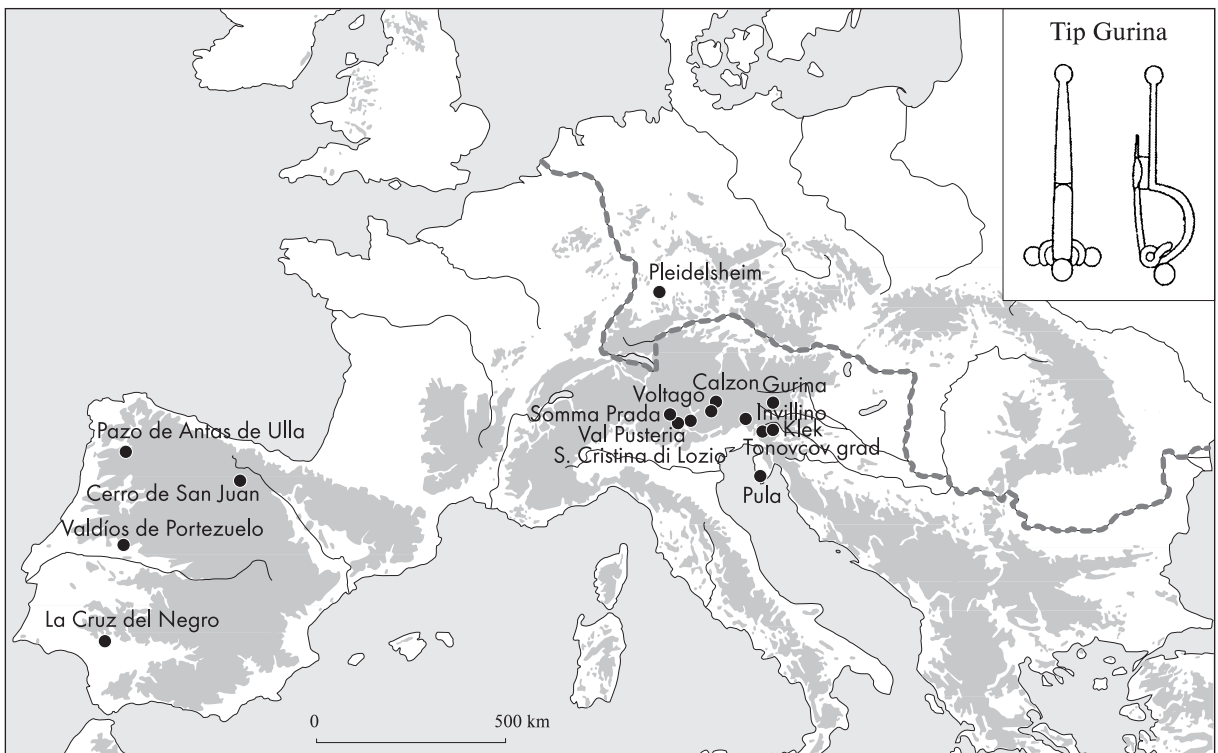 Tip Gurina
Pleidelsheim
Calzon
Gurina
Voltago
Somma Prada
Invillino
Val Pusteria
Klek
S. Cristina di Lozio
Tonovcov grad
Pula
Pazo de Antas de Ulla
Cerro de San Juan
Valdíos de Portezuelo
La Cruz del Negro
0
500 km